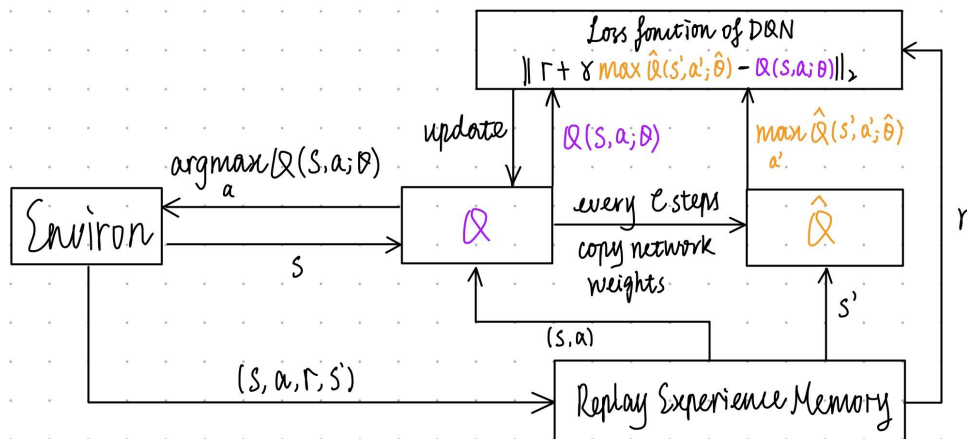 Loss fonction of DQN
‖ r + γ max Q̂(s',a';θ̂) - Q(s,a;θ)‖₂
update
Q(s,a;θ)
max Q̂(s',a';θ̂)
a'
argmax Q(s,a;θ)
a
Environ
s
Q
every C steps
copy network
weights
Q̂
r
(s,a)
s'
(s, a, r, s')
Replay Experience Memory